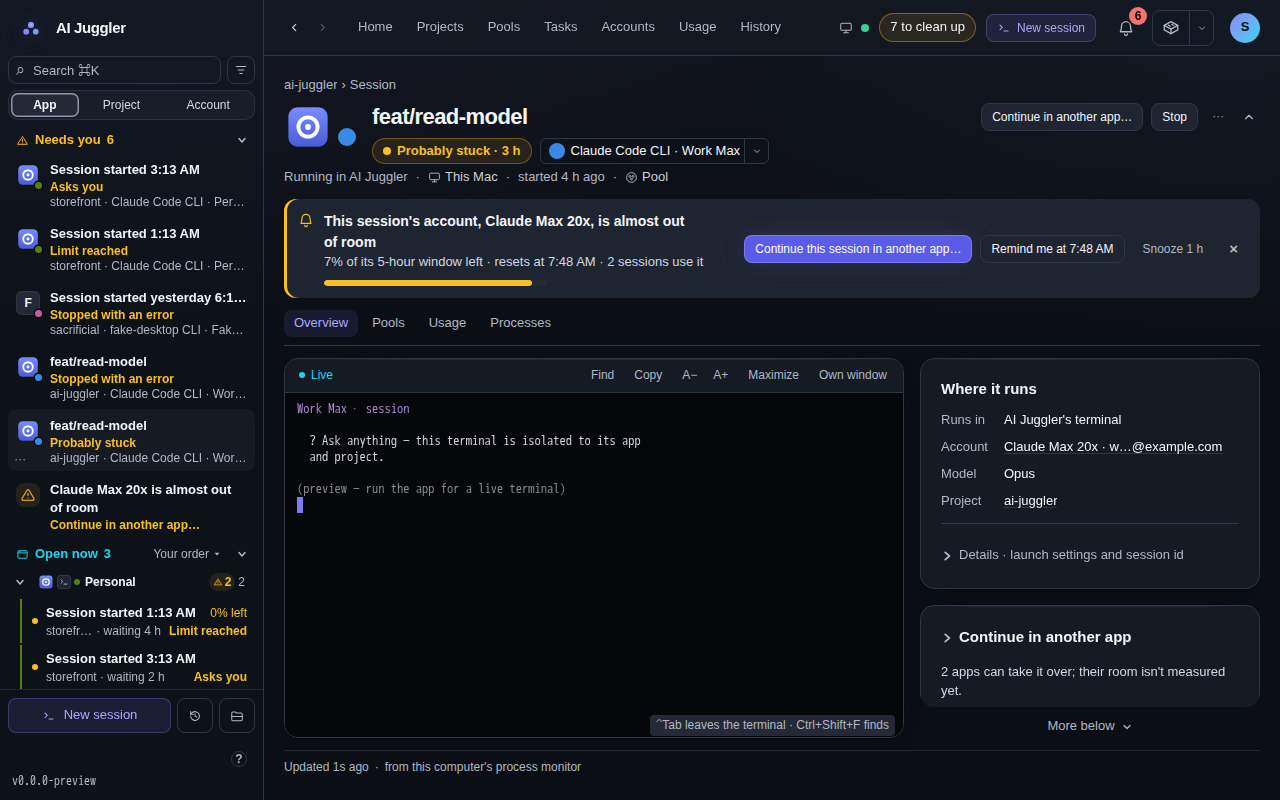 AI Juggler
Search ⌘K
App Project Account
Needs you 6
Session started 3:13 AM
Asks you
storefront · Claude Code CLI · Per…
Session started 1:13 AM
Limit reached
storefront · Claude Code CLI · Per…
F
Session started yesterday 6:1…
Stopped with an error
sacrificial · fake-desktop CLI · Fak…
feat/read-model
Stopped with an error
ai-juggler · Claude Code CLI · Wor…
feat/read-model
Probably stuck
ai-juggler · Claude Code CLI · Wor…
Claude Max 20x is almost out
of room
Continue in another app…
Open now 3 Your order
Personal 2 2
Session started 1:13 AM 0% left
storefr… · waiting 4 h Limit reached
Session started 3:13 AM
storefront · waiting 2 h Asks you
New session
?
v0.0.0-preview
Home Projects Pools Tasks Accounts Usage History
7 to clean up
New session
6
S
ai-juggler › Session
feat/read-model
Continue in another app… Stop ···
Probably stuck · 3 h
Claude Code CLI · Work Max
Running in AI Juggler · This Mac · started 4 h ago · Pool
This session's account, Claude Max 20x, is almost out
of room
7% of its 5-hour window left · resets at 7:48 AM · 2 sessions use it
Continue this session in another app… Remind me at 7:48 AM Snooze 1 h ×
Overview Pools Usage Processes
Live Find Copy A− A+ Maximize Own window
Work Max · session
? Ask anything — this terminal is isolated to its app
and project.
(preview — run the app for a live terminal)
^Tab leaves the terminal · Ctrl+Shift+F finds
Where it runs
Runs in AI Juggler's terminal
Account Claude Max 20x · w…@example.com
Model Opus
Project ai-juggler
Details · launch settings and session id
Continue in another app
2 apps can take it over; their room isn't measured
yet.
More below
Updated 1s ago · from this computer's process monitor